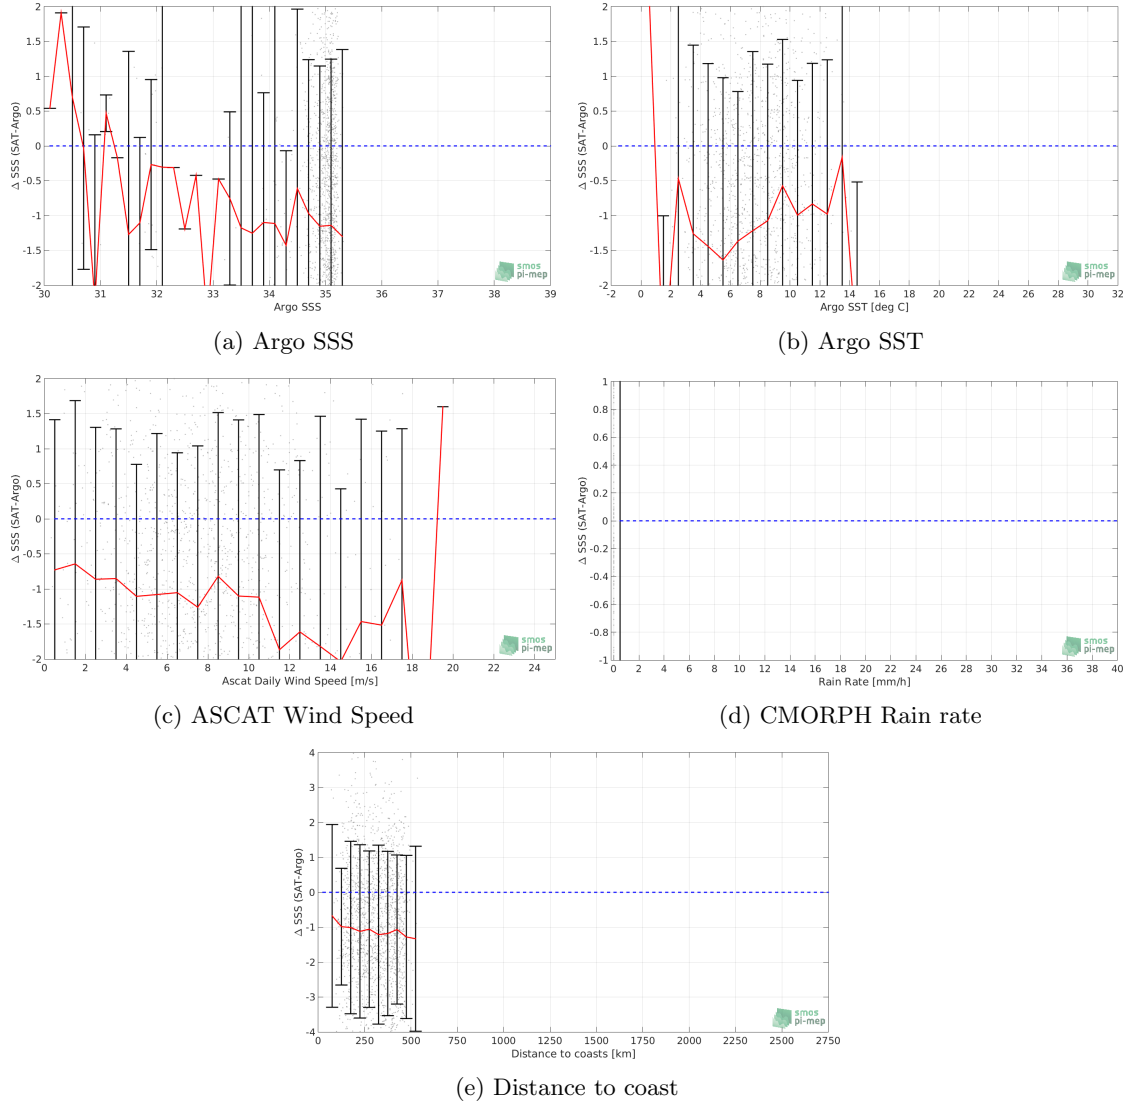 2
1.5
1
0.5
0
-0.5
-1
-1.5
-2
Δ SSS (SAT-Argo)
30 31 32 33 34 35 36 37 38 39
Argo SSS
smos
pi-mep
(a) Argo SSS
2
1.5
1
0.5
0
-0.5
-1
-1.5
-2
Δ SSS (SAT-Argo)
-2 0 2 4 6 8 10 12 14 16 18 20 22 24 26 28 30 32
Argo SST [deg C]
smos
pi-mep
(b) Argo SST
2
1.5
1
0.5
0
-0.5
-1
-1.5
-2
Δ SSS (SAT-Argo)
0 2 4 6 8 10 12 14 16 18 20 22 24
Ascat Daily Wind Speed [m/s]
smos
pi-mep
(c) ASCAT Wind Speed
1
0.8
0.6
0.4
0.2
0
-0.2
-0.4
-0.6
-0.8
-1
Δ SSS (SAT-Argo)
0 2 4 6 8 10 12 14 16 18 20 22 24 26 28 30 32 34 36 38 40
Rain Rate [mm/h]
smos
pi-mep
(d) CMORPH Rain rate
4
3
2
1
0
-1
-2
-3
-4
Δ SSS (SAT-Argo)
0 250 500 750 1000 1250 1500 1750 2000 2250 2500 2750
Distance to coasts [km]
smos
pi-mep
(e) Distance to coast